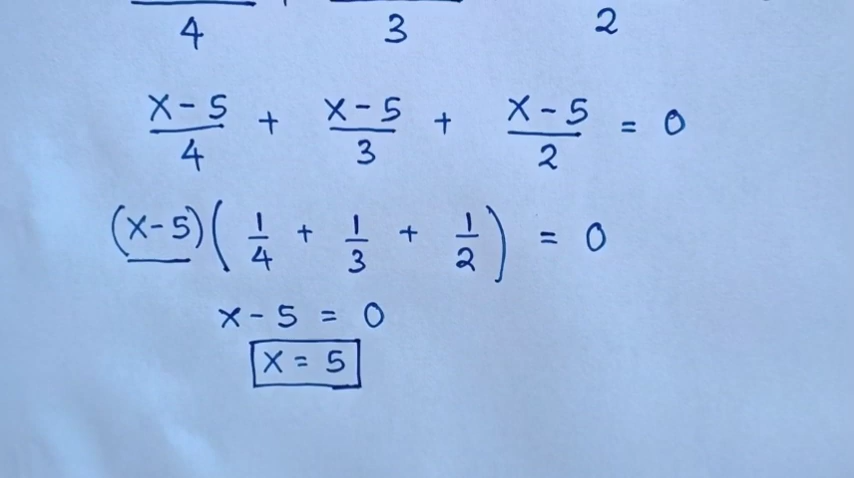 4 3 2
x-5/4 + x-5/3 + x-5/2 = 0
(x-5)(1/4 + 1/3 + 1/2) = 0
x-5 = 0
x = 5